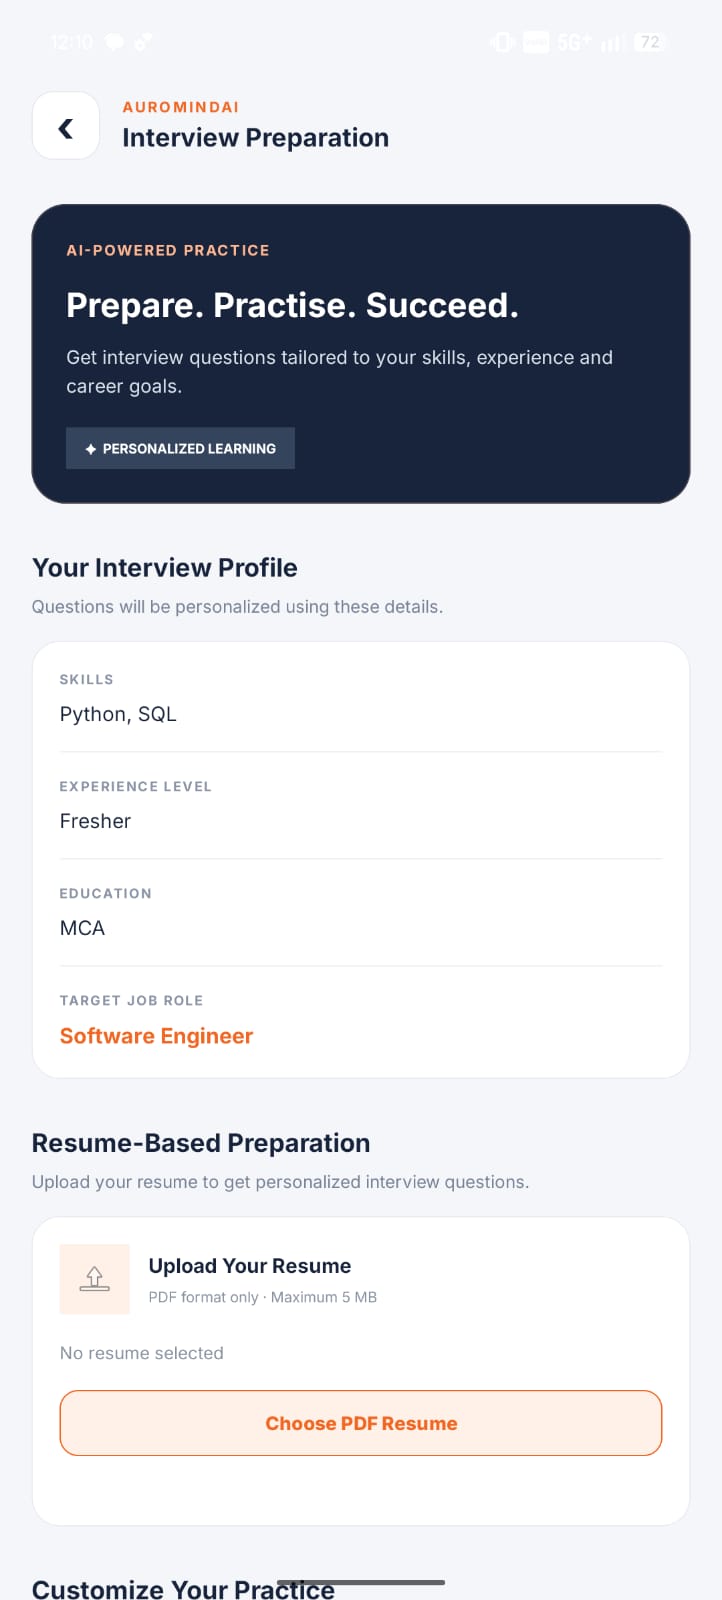 12:10 5G+ 72
AUROMINDAI
Interview Preparation
AI-POWERED PRACTICE
Prepare. Practise. Succeed.
Get interview questions tailored to your skills, experience and
career goals.
✦ PERSONALIZED LEARNING
Your Interview Profile
Questions will be personalized using these details.
SKILLS
Python, SQL
EXPERIENCE LEVEL
Fresher
EDUCATION
MCA
TARGET JOB ROLE
Software Engineer
Resume-Based Preparation
Upload your resume to get personalized interview questions.
Upload Your Resume
PDF format only · Maximum 5 MB
No resume selected
Choose PDF Resume
Customize Your Practice